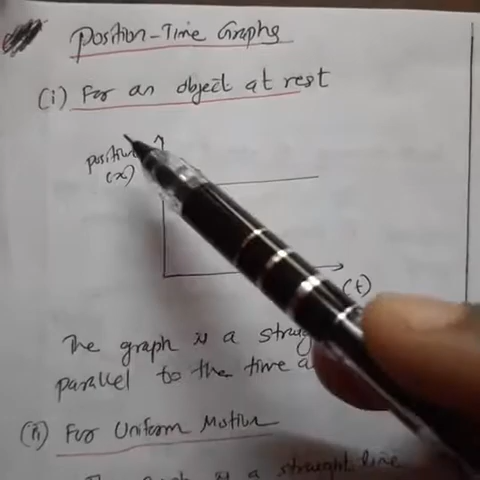 Position-Time Graphs
(i) For an object at rest
position
(x)
(t)
The graph is a
parallel to the time
(ii) For Uniform Motion
is a straight line